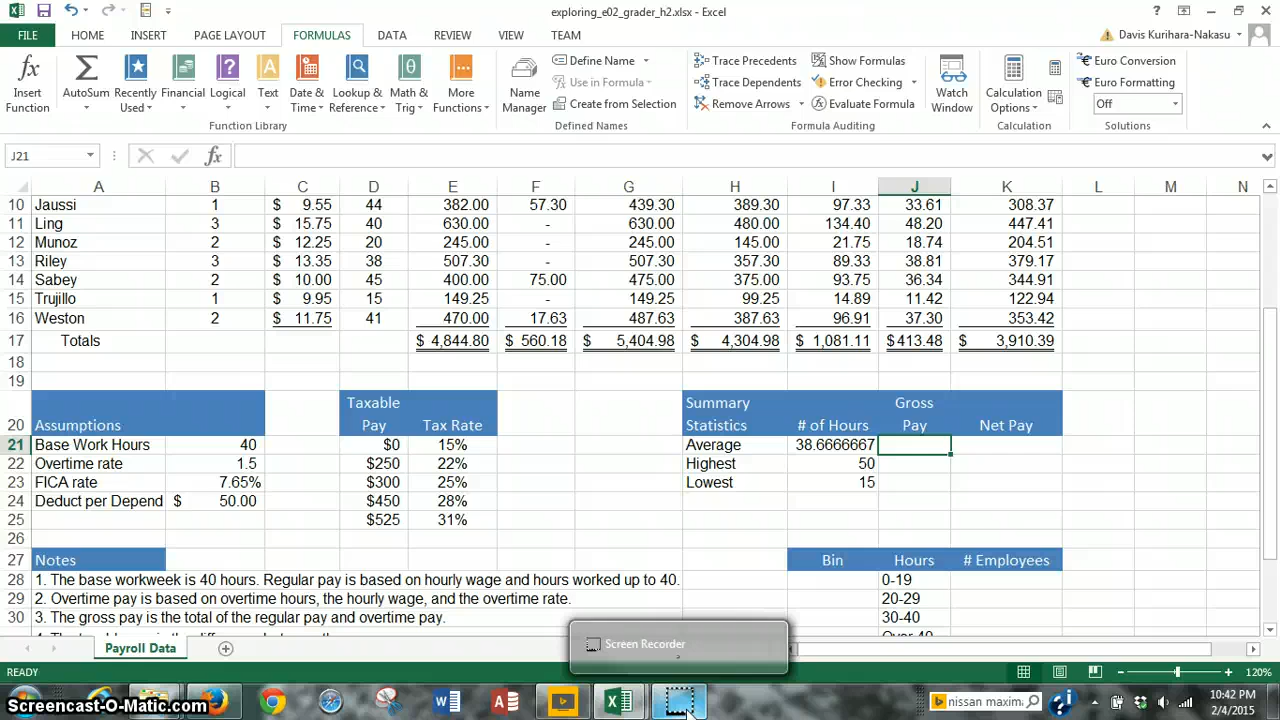 exploring_e02_grader_h2.xlsx - Excel
FILE HOME INSERT PAGE LAYOUT FORMULAS DATA REVIEW VIEW TEAM Davis Kurihara-Nakasu
Insert Function
AutoSum
Recently Used
Financial
Logical
Text
Date & Time
Lookup & Reference
Math & Trig
More Functions
Function Library
Name Manager
Define Name
Use in Formula
Create from Selection
Defined Names
Trace Precedents
Trace Dependents
Remove Arrows
Show Formulas
Error Checking
Evaluate Formula
Formula Auditing
Watch Window
Calculation Options
Calculation
Euro Conversion
Euro Formatting
Off
Solutions
J21 fx
A B C D E F G H I J K L M N
10 Jaussi 1 $ 9.55 44 382.00 57.30 439.30 389.30 97.33 33.61 308.37
11 Ling 3 $ 15.75 40 630.00 - 630.00 480.00 134.40 48.20 447.41
12 Munoz 2 $ 12.25 20 245.00 - 245.00 145.00 21.75 18.74 204.51
13 Riley 3 $ 13.35 38 507.30 - 507.30 357.30 89.33 38.81 379.17
14 Sabey 2 $ 10.00 45 400.00 75.00 475.00 375.00 93.75 36.34 344.91
15 Trujillo 1 $ 9.95 15 149.25 - 149.25 99.25 14.89 11.42 122.94
16 Weston 2 $ 11.75 41 470.00 17.63 487.63 387.63 96.91 37.30 353.42
17 Totals $ 4,844.80 $ 560.18 $ 5,404.98 $ 4,304.98 $ 1,081.11 $413.48 $ 3,910.39
18
19
Taxable Summary Gross
20 Assumptions Pay Tax Rate Statistics # of Hours Pay Net Pay
21 Base Work Hours 40 $0 15% Average 38.6666667
22 Overtime rate 1.5 $250 22% Highest 50
23 FICA rate 7.65% $300 25% Lowest 15
24 Deduct per Depend $ 50.00 $450 28%
25 $525 31%
26
27 Notes Bin Hours # Employees
28 1. The base workweek is 40 hours. Regular pay is based on hourly wage and hours worked up to 40. 0-19
29 2. Overtime pay is based on overtime hours, the hourly wage, and the overtime rate. 20-29
30 3. The gross pay is the total of the regular pay and overtime pay. 30-40
Over 40
Screen Recorder
Payroll Data
READY 120%
Screencast-O-Matic.com
nissan maxima
10:42 PM
2/4/2015